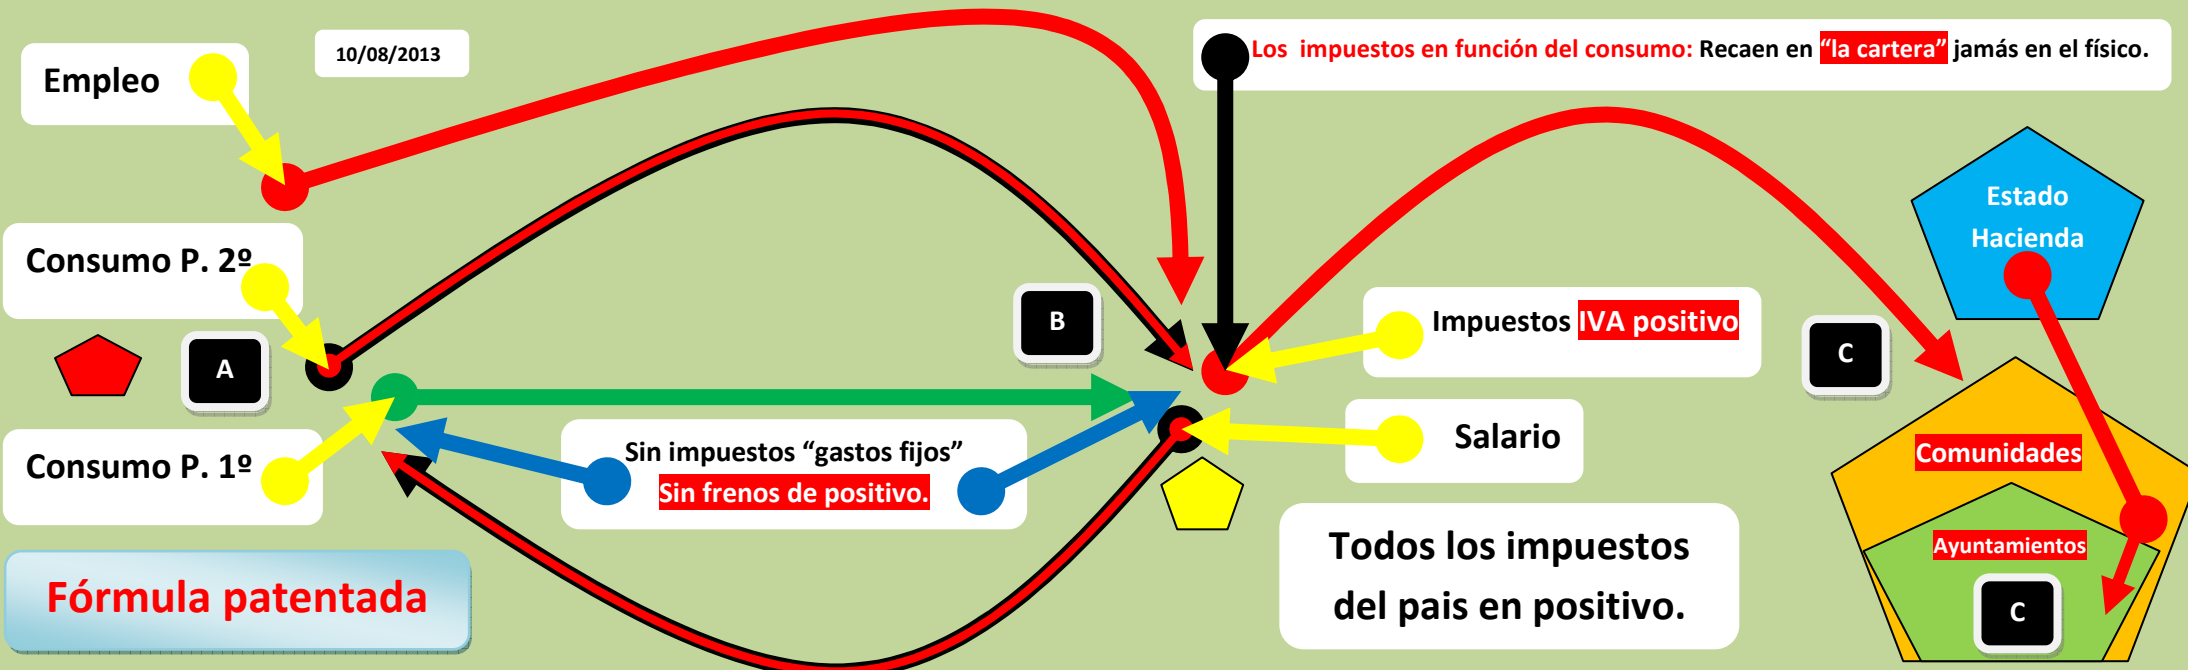 Empleo
10/08/2013
Los impuestos en función del consumo: Recaen en “la cartera” jamás en el físico.
Estado
Hacienda
Consumo P. 2º
A
B
Impuestos IVA positivo
C
Consumo P. 1º
Sin impuestos “gastos fijos”
Sin frenos de positivo.
Salario
Comunidades
Ayuntamientos
C
Fórmula patentada
Todos los impuestos
del pais en positivo.